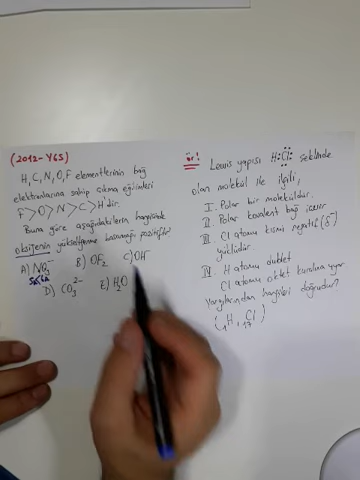 (2012-YGS)
H, C, N, O, F elementlerinin bağ
elektronlarına sahip çıkma eğilimleri
F > O > N > C > H dir.
Buna göre aşağıdakilerin hangisinde
oksijenin yükseltgenme basamağı pozitiftir?
A) NO₃⁻ B) OF₂ C) OH⁻
D) CO₃²⁻ E) H₂O
ör! Lewis yapısı H:Cl: şeklinde
olan molekül ile ilgili,
I. Polar bir moleküldür.
II. Polar kovalent bağ içerir
III. Cl atomu kısmi negatif (δ⁻)
yüklüdür.
IV. H atomu dublet
Cl atomu oktet kuralına uyar
yargılarından hangileri doğrudur?
(₁H, ₁₇Cl)